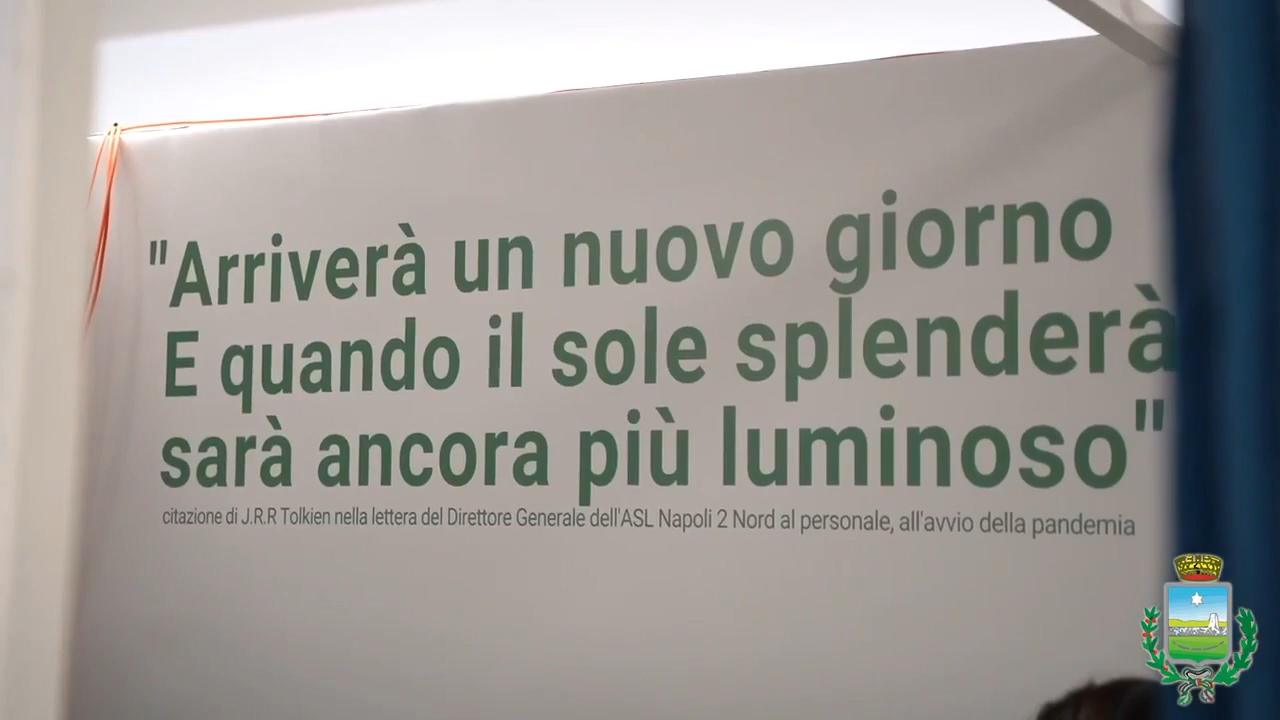 "Arriverà un nuovo giorno
E quando il sole splenderà
sarà ancora più luminoso"
citazione di J.R.R Tolkien nella lettera del Direttore Generale dell'ASL Napoli 2 Nord al personale, all'avvio della pandemia